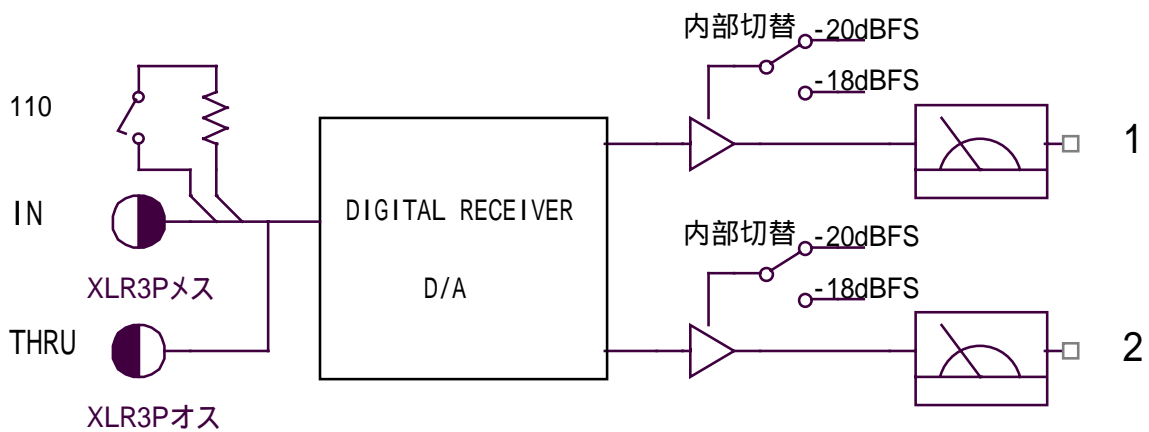 内部切替 -20dBFS
-18dBFS
110
1
IN
DIGITAL RECEIVER
D/A
XLR3Pメス
内部切替 -20dBFS
-18dBFS
THRU
2
XLR3Pオス